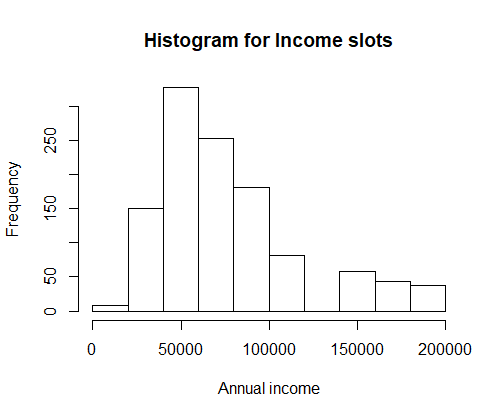 Histogram for Income slots
Frequency
250
150
50
0
0 50000 100000 150000 200000
Annual income